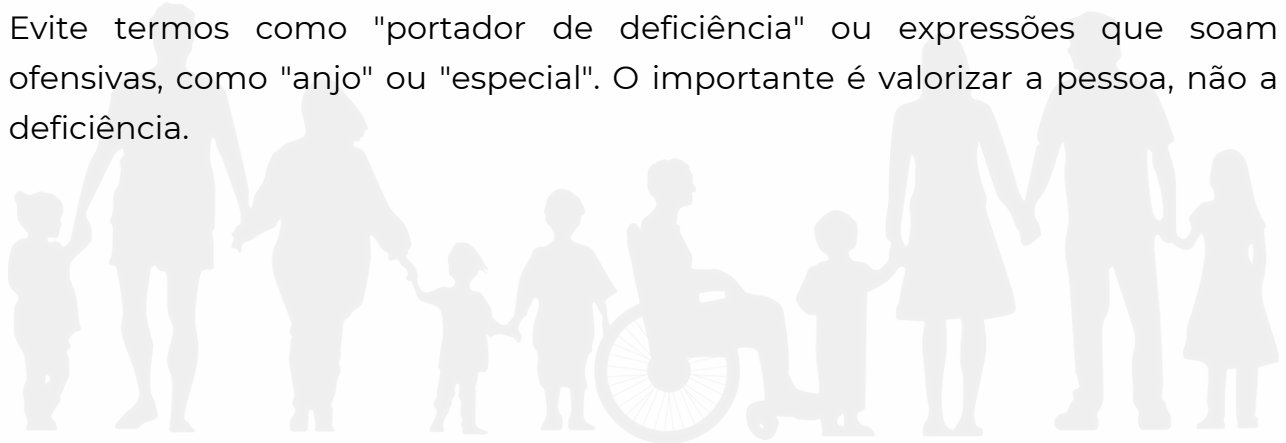 Evite termos como "portador de deficiência" ou expressões que soam
ofensivas, como "anjo" ou "especial". O importante é valorizar a pessoa, não a
deficiência.